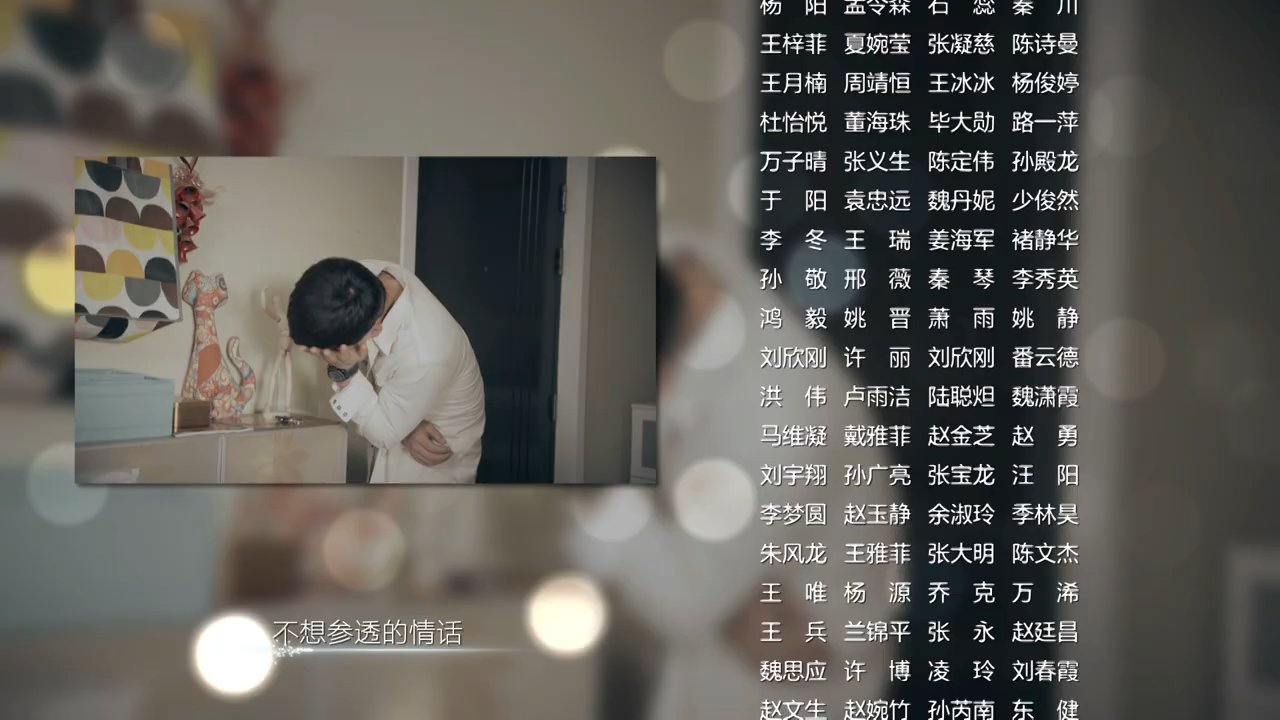 杨 阳 孟令森 石 蕊 秦 川
王梓菲 夏婉莹 张凝慈 陈诗曼
王月楠 周靖恒 王冰冰 杨俊婷
杜怡悦 董海珠 毕大勋 路一萍
万子晴 张义生 陈定伟 孙殿龙
于 阳 袁忠远 魏丹妮 少俊然
李 冬 王 瑞 姜海军 褚静华
孙 敬 邢 薇 秦 琴 李秀英
鸿 毅 姚 晋 萧 雨 姚 静
刘欣刚 许 丽 刘欣刚 番云德
洪 伟 卢雨洁 陆聪炟 魏潇霞
马维凝 戴雅菲 赵金芝 赵 勇
刘宇翔 孙广亮 张宝龙 汪 阳
李梦圆 赵玉静 余淑玲 季林昊
朱风龙 王雅菲 张大明 陈文杰
王 唯 杨 源 乔 克 万 浠
王 兵 兰锦平 张 永 赵廷昌
魏思应 许 博 凌 玲 刘春霞
赵文生 赵婉竹 孙芮南 东 健
不想参透的情话